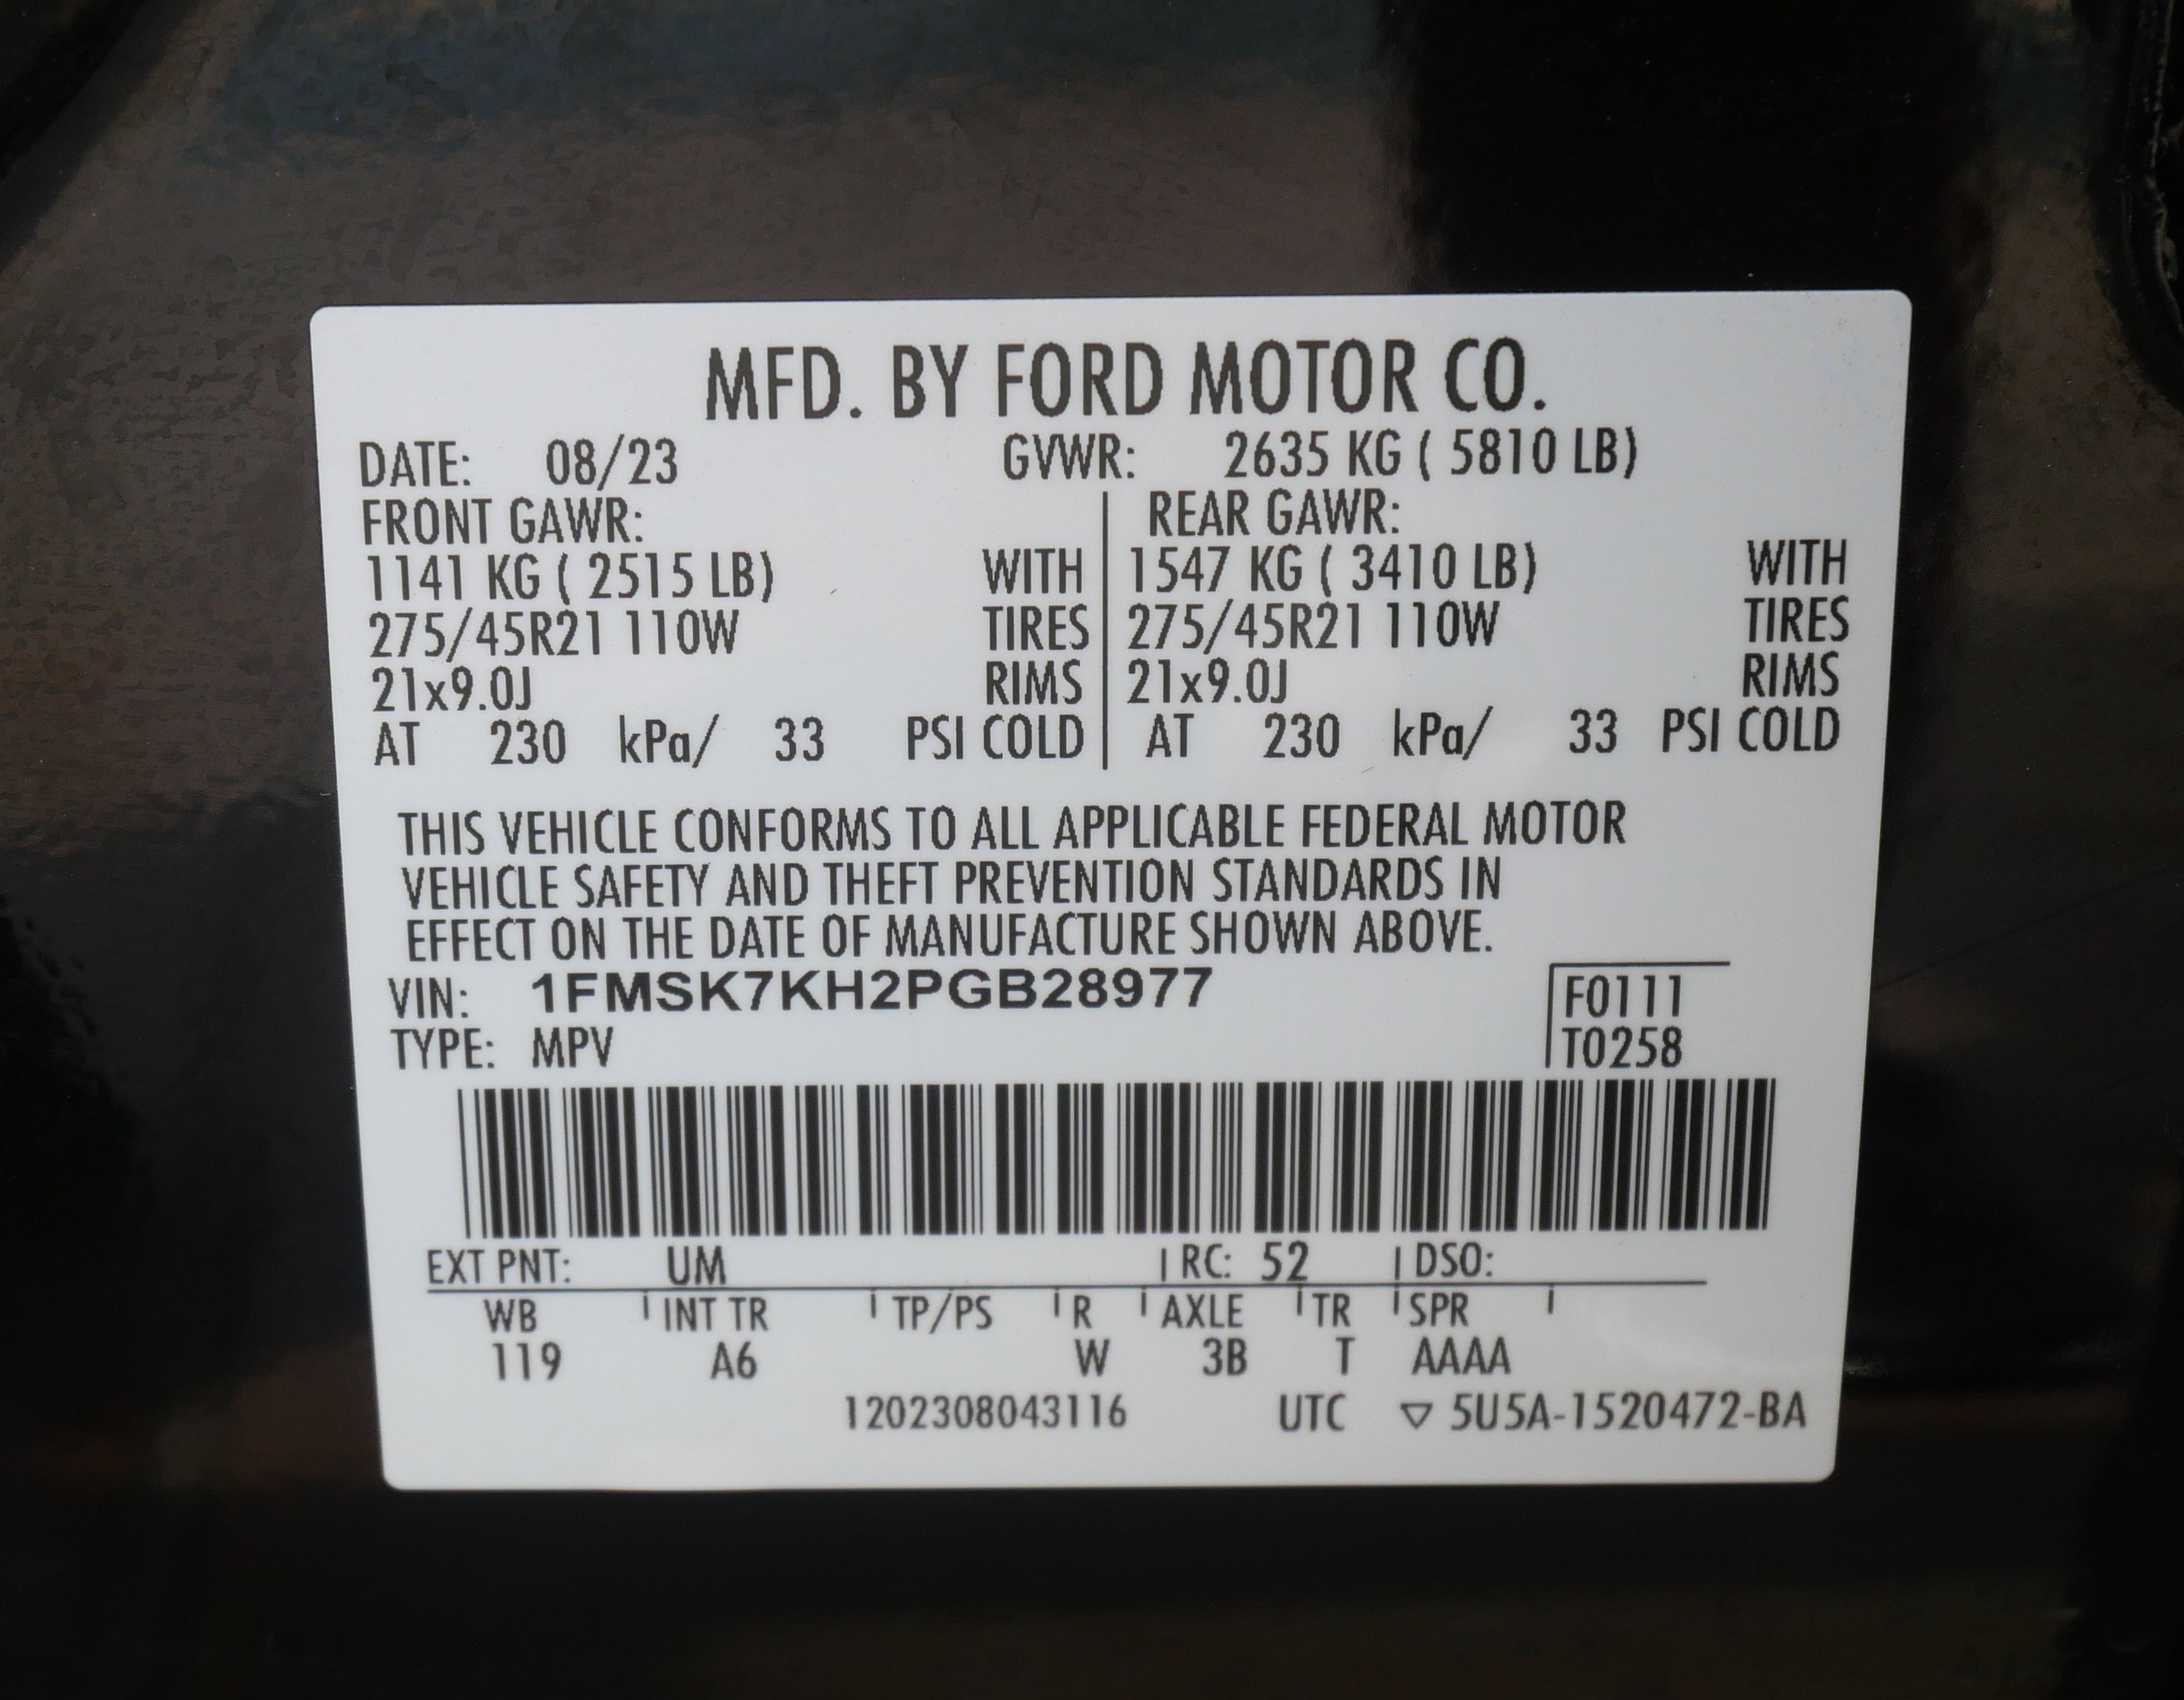 MFD. BY FORD MOTOR CO.
DATE: 08/23 GVWR: 2635 KG ( 5810 LB)
FRONT GAWR: REAR GAWR:
1141 KG ( 2515 LB) WITH 1547 KG ( 3410 LB) WITH
275/45R21 110W TIRES 275/45R21 110W TIRES
21x9.0J RIMS 21x9.0J RIMS
AT 230 kPa/ 33 PSI COLD AT 230 kPa/ 33 PSI COLD
THIS VEHICLE CONFORMS TO ALL APPLICABLE FEDERAL MOTOR
VEHICLE SAFETY AND THEFT PREVENTION STANDARDS IN
EFFECT ON THE DATE OF MANUFACTURE SHOWN ABOVE.
VIN: 1FMSK7KH2PGB28977 F0111
TYPE: MPV T0258
EXT PNT: UM RC: 52 DSO:
WB INT TR TP/PS R AXLE TR SPR
119 A6 W 3B T AAAA
1202308043116 UTC ▽ 5U5A-1520472-BA